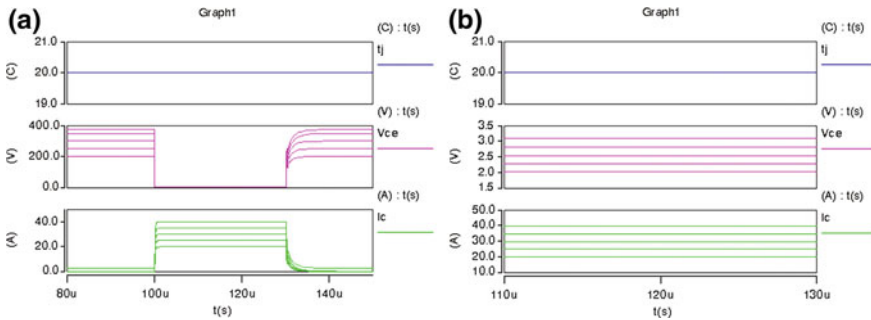 (a)
Graph1
(C) : t(s)
tj
(C)
21.0
20.0
19.0
(V) : t(s)
Vce
(V)
400.0
200.0
0.0
(A) : t(s)
Ic
(A)
40.0
20.0
0.0
80u 100u 120u 140u
t(s)
(b)
Graph1
(C) : t(s)
tj
(C)
21.0
20.0
19.0
(V) : t(s)
Vce
(V)
3.5
3.0
2.5
2.0
1.5
(A) : t(s)
Ic
(A)
50.0
40.0
30.0
20.0
10.0
110u 120u 130u
t(s)